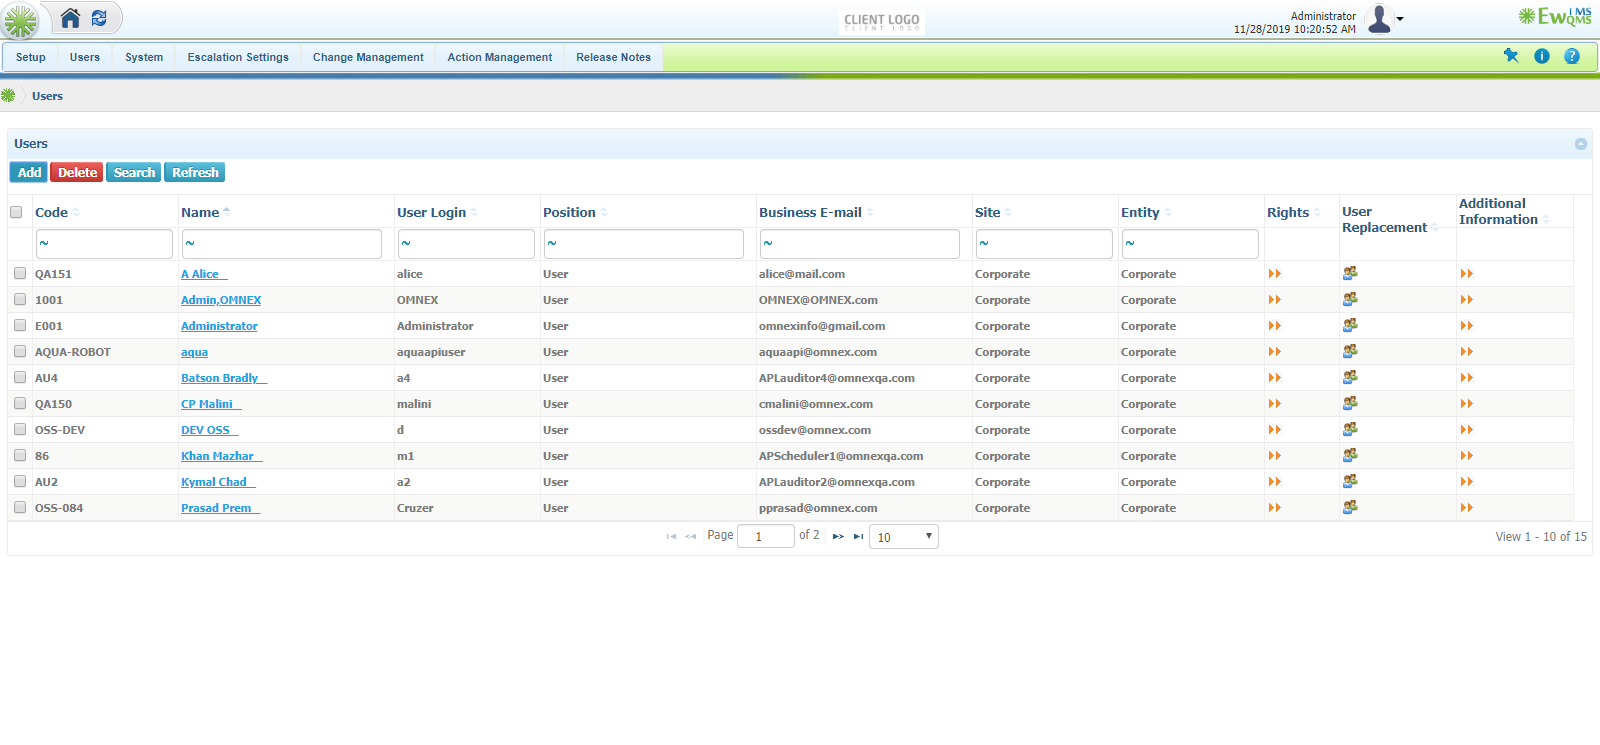 CLIENT LOGO
CLIENT LOGO
Administrator
11/28/2019 10:20:52 AM
EwIMS
QMS
Setup Users System Escalation Settings Change Management Action Management Release Notes
Users
Users
Add Delete Search Refresh
Code Name User Login Position Business E-mail Site Entity Rights User Replacement Additional Information
~ ~ ~ ~ ~ ~ ~
QA151 A Alice alice User alice@mail.com Corporate Corporate
1001 Admin,OMNEX OMNEX User OMNEX@OMNEX.com Corporate Corporate
E001 Administrator Administrator User omnexinfo@gmail.com Corporate Corporate
AQUA-ROBOT aqua aquaapiuser User aquaapi@omnex.com Corporate Corporate
AU4 Batson Bradly a4 User APLauditor4@omnexqa.com Corporate Corporate
QA150 CP Malini malini User cmalini@omnex.com Corporate Corporate
OSS-DEV DEV OSS d User ossdev@omnex.com Corporate Corporate
86 Khan Mazhar m1 User APScheduler1@omnexqa.com Corporate Corporate
AU2 Kymal Chad a2 User APLauditor2@omnexqa.com Corporate Corporate
OSS-084 Prasad Prem Cruzer User pprasad@omnex.com Corporate Corporate
Page 1 of 2 10 View 1 - 10 of 15